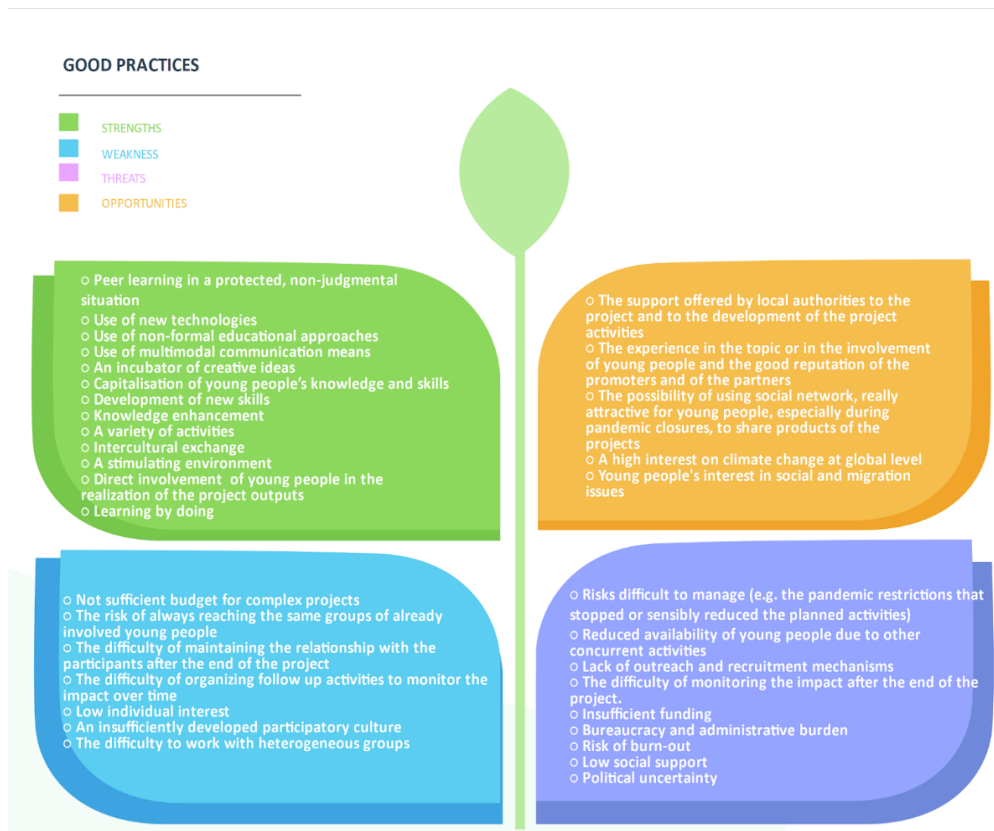 GOOD PRACTICES
STRENGTHS
WEAKNESS
THREATS
OPPORTUNITIES
○ Peer learning in a protected, non-judgmental
situation
○ Use of new technologies
○ Use of non-formal educational approaches
○ Use of multimodal communication means
○ An incubator of creative ideas
○ Capitalisation of young people’s knowledge and skills
○ Development of new skills
○ Knowledge enhancement
○ A variety of activities
○ Intercultural exchange
○ A stimulating environment
○ Direct involvement of young people in the
realization of the project outputs
○ Learning by doing
○ The support offered by local authorities to the
project and to the development of the project
activities
○ The experience in the topic or in the involvement
of young people and the good reputation of the
promoters and of the partners
○ The possibility of using social network, really
attractive for young people, especially during
pandemic closures, to share products of the
projects
○ A high interest on climate change at global level
○ Young people's interest in social and migration
issues
○ Not sufficient budget for complex projects
○ The risk of always reaching the same groups of already
involved young people
○ The difficulty of maintaining the relationship with the
participants after the end of the project
○ The difficulty of organizing follow up activities to monitor the
impact over time
○ Low individual interest
○ An insufficiently developed participatory culture
○ The difficulty to work with heterogeneous groups
○ Risks difficult to manage (e.g. the pandemic restrictions that
stopped or sensibly reduced the planned activities)
○ Reduced availability of young people due to other
concurrent activities
○ Lack of outreach and recruitment mechanisms
○ The difficulty of monitoring the impact after the end of the
project.
○ Insufficient funding
○ Bureaucracy and administrative burden
○ Risk of burn-out
○ Low social support
○ Political uncertainty